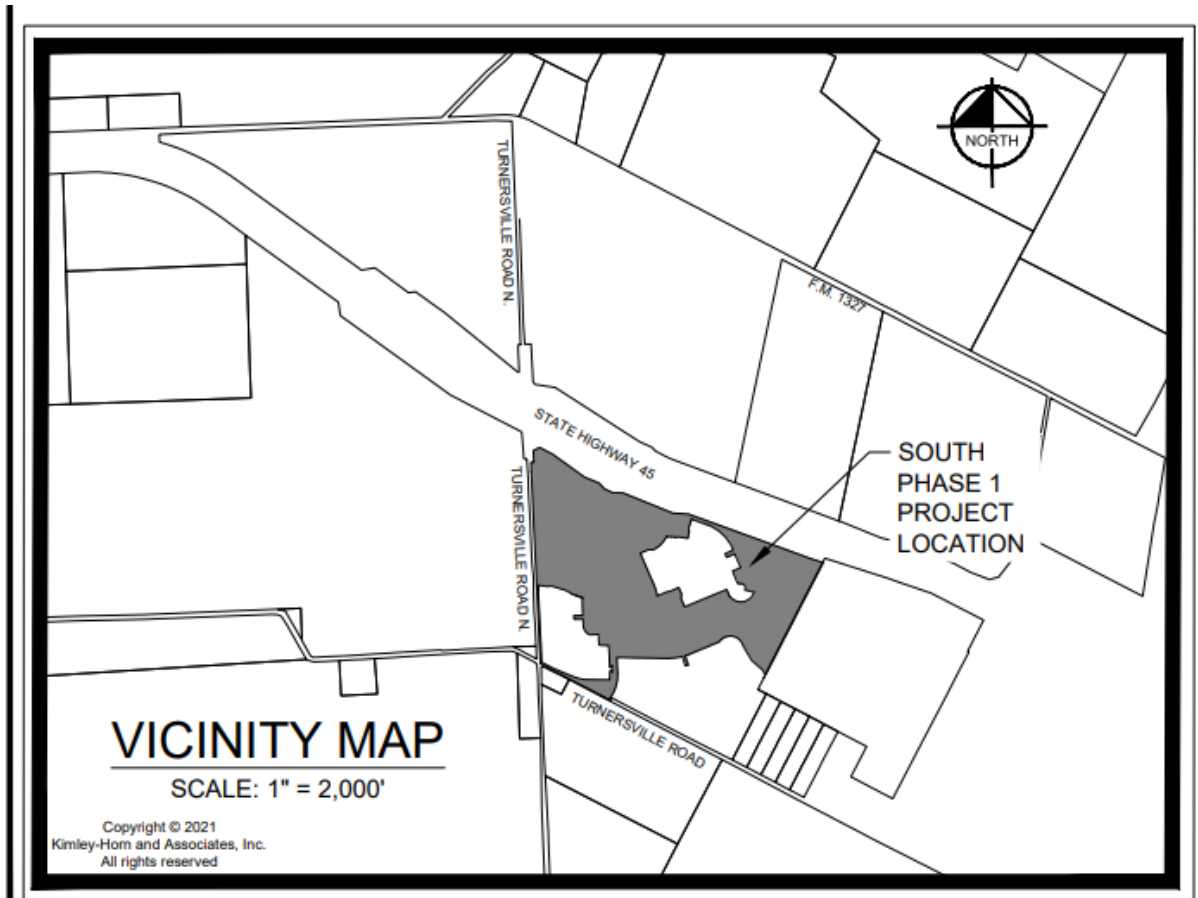 NORTH
TURNERSVILLE ROAD N.
F.M. 1327
STATE HIGHWAY 45
SOUTH
PHASE 1
PROJECT
LOCATION
TURNERSVILLE ROAD N.
TURNERSVILLE ROAD
VICINITY MAP
SCALE: 1" = 2,000'
Copyright © 2021
Kimley-Horn and Associates, Inc.
All rights reserved